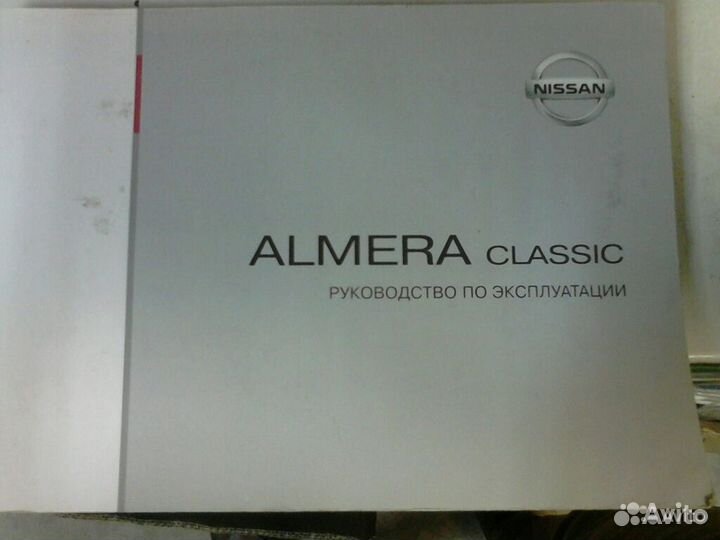 NISSAN
ALMERA CLASSIC
РУКОВОДСТВО ПО ЭКСПЛУАТАЦИИ
Avito